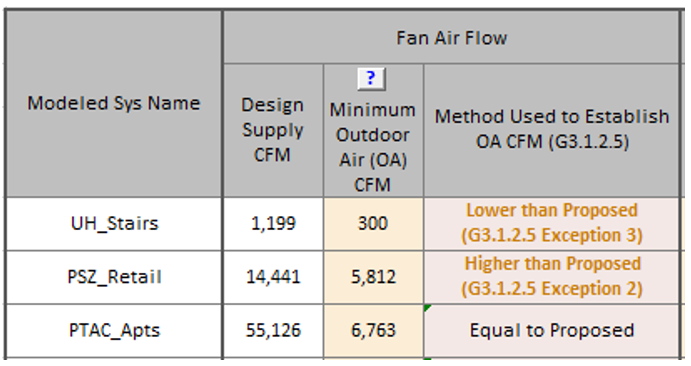 Fan Air Flow
Modeled Sys Name
Design
Supply
CFM
?
Minimum
Outdoor
Air (OA)
CFM
Method Used to Establish
OA CFM (G3.1.2.5)
UH_Stairs
1,199
300
Lower than Proposed
(G3.1.2.5 Exception 3)
PSZ_Retail
14,441
5,812
Higher than Proposed
(G3.1.2.5 Exception 2)
PTAC_Apts
55,126
6,763
Equal to Proposed